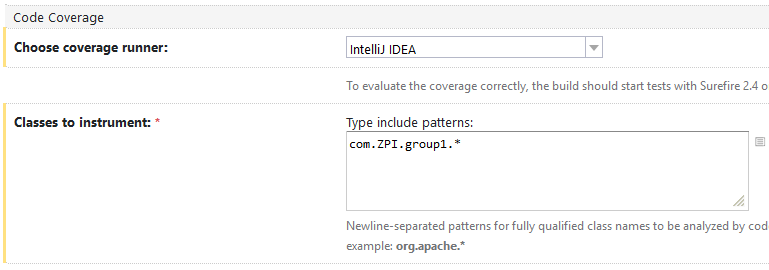 Code Coverage
Choose coverage runner:
IntelliJ IDEA
To evaluate the coverage correctly, the build should start tests with Surefire 2.4 o
Classes to instrument: *
Type include patterns:
com.ZPI.group1.*
Newline-separated patterns for fully qualified class names to be analyzed by cod
example: org.apache.*